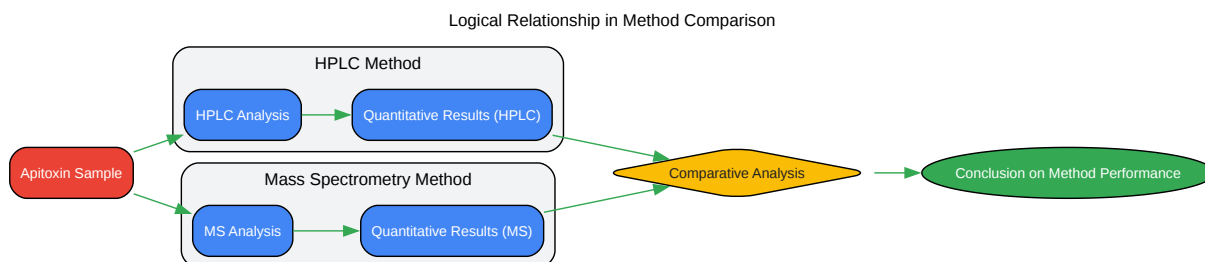 Logical Relationship in Method Comparison
HPLC Method
HPLC Analysis
Quantitative Results (HPLC)
Apitoxin Sample
Mass Spectrometry Method
MS Analysis
Quantitative Results (MS)
Comparative Analysis
Conclusion on Method Performance